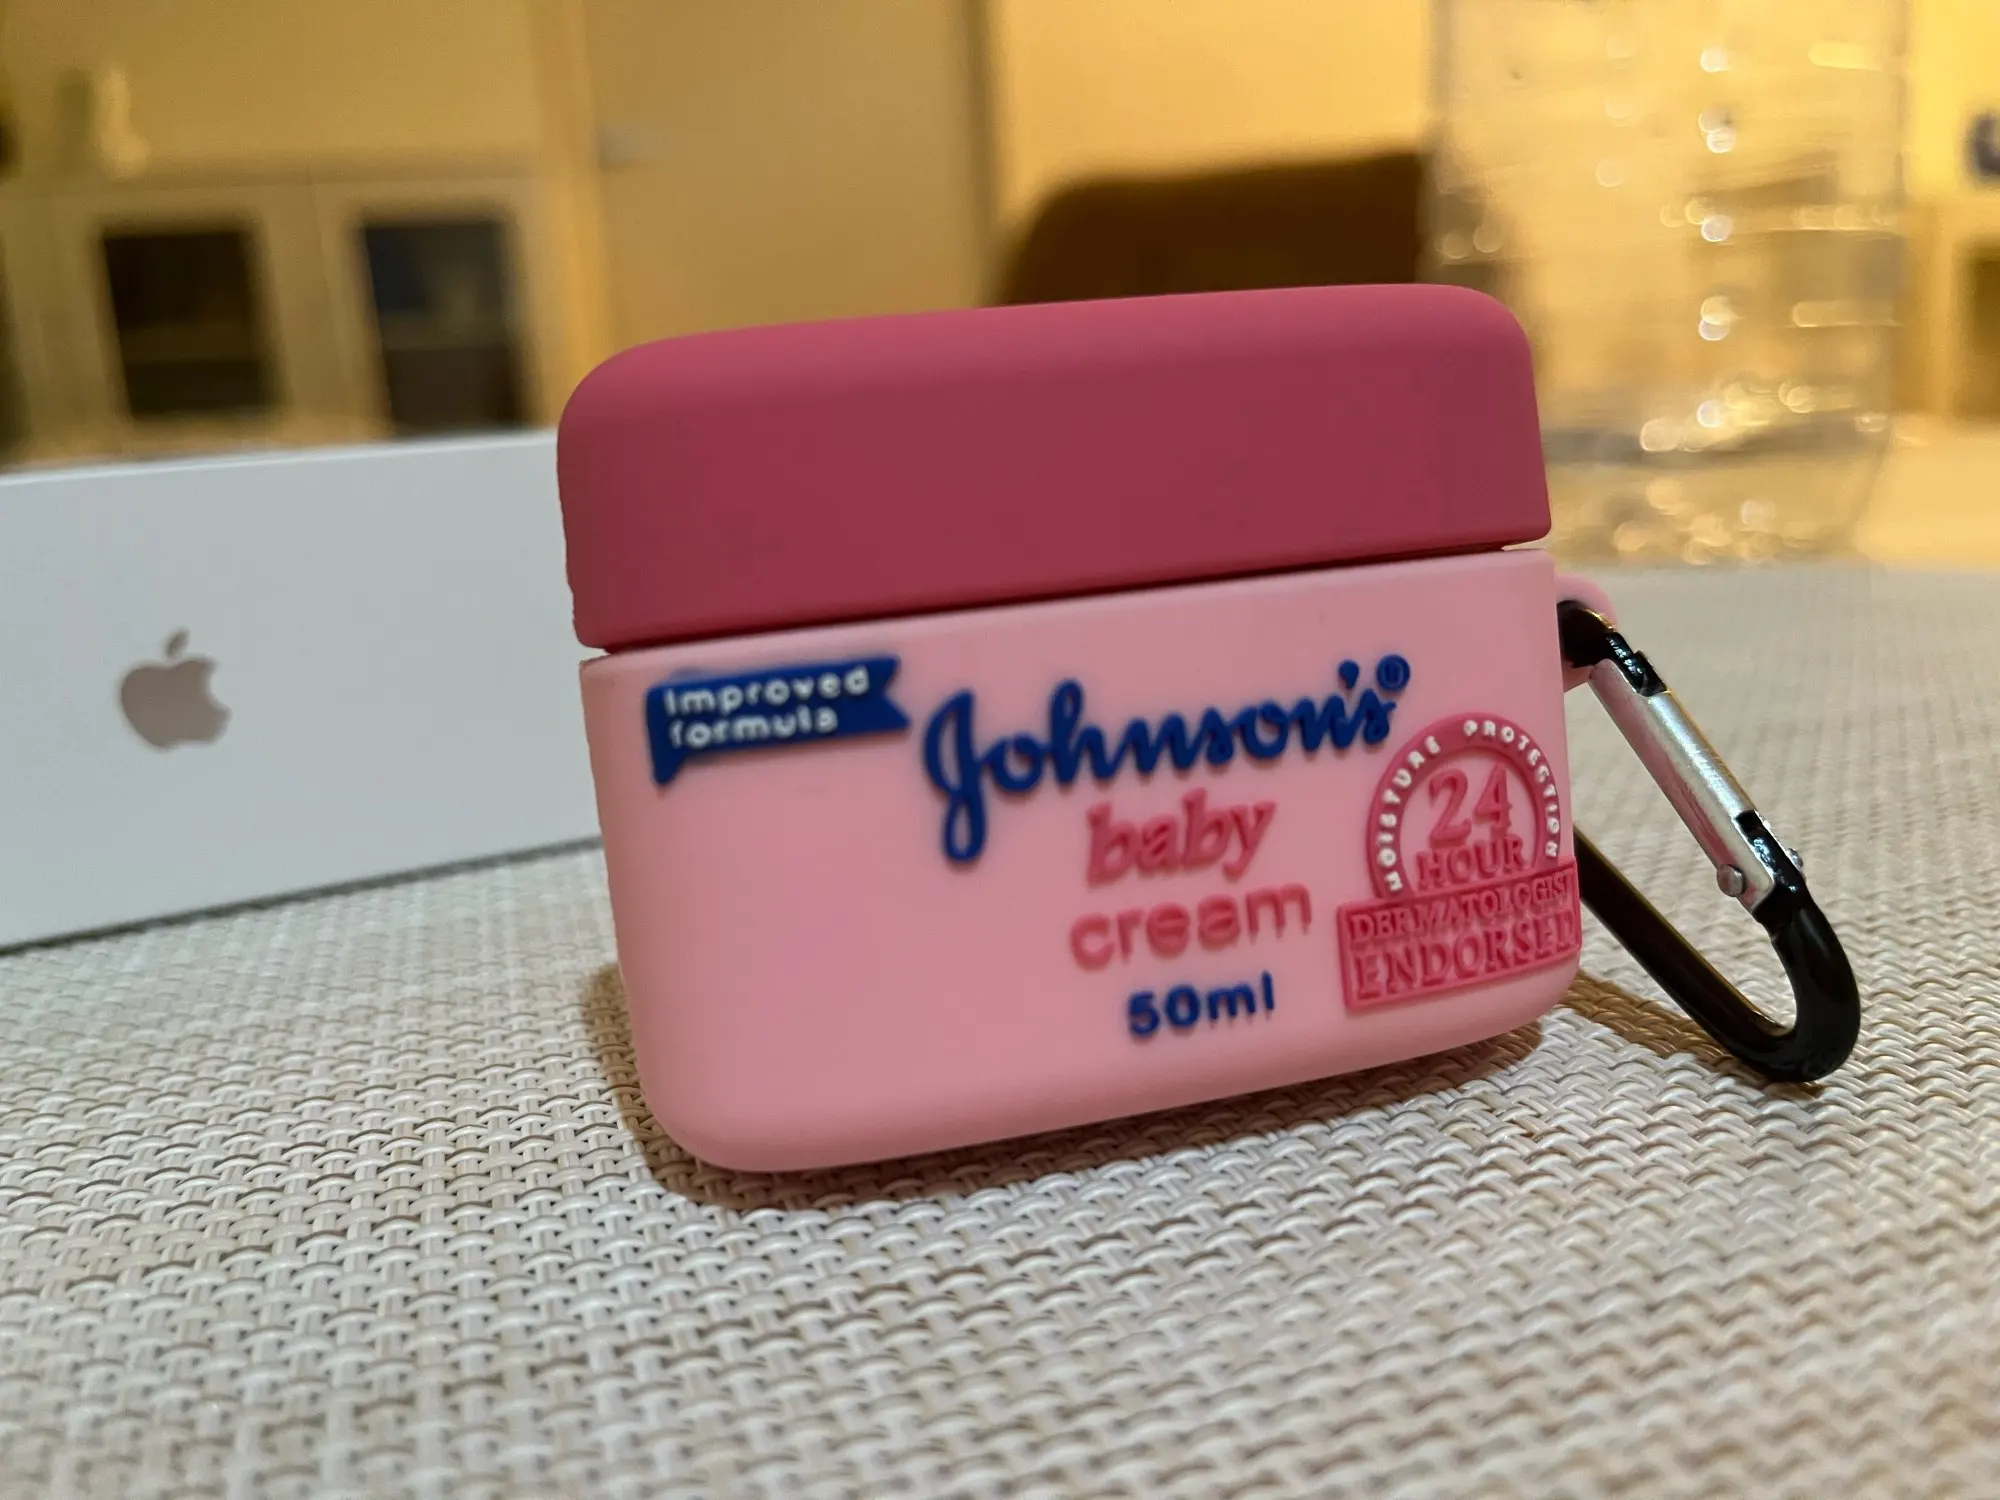 Improved
formula
Johnson's®
baby
cream
50ml
MOISTURE PROTECTION
24
HOUR
DERMATOLOGIST
ENDORSED